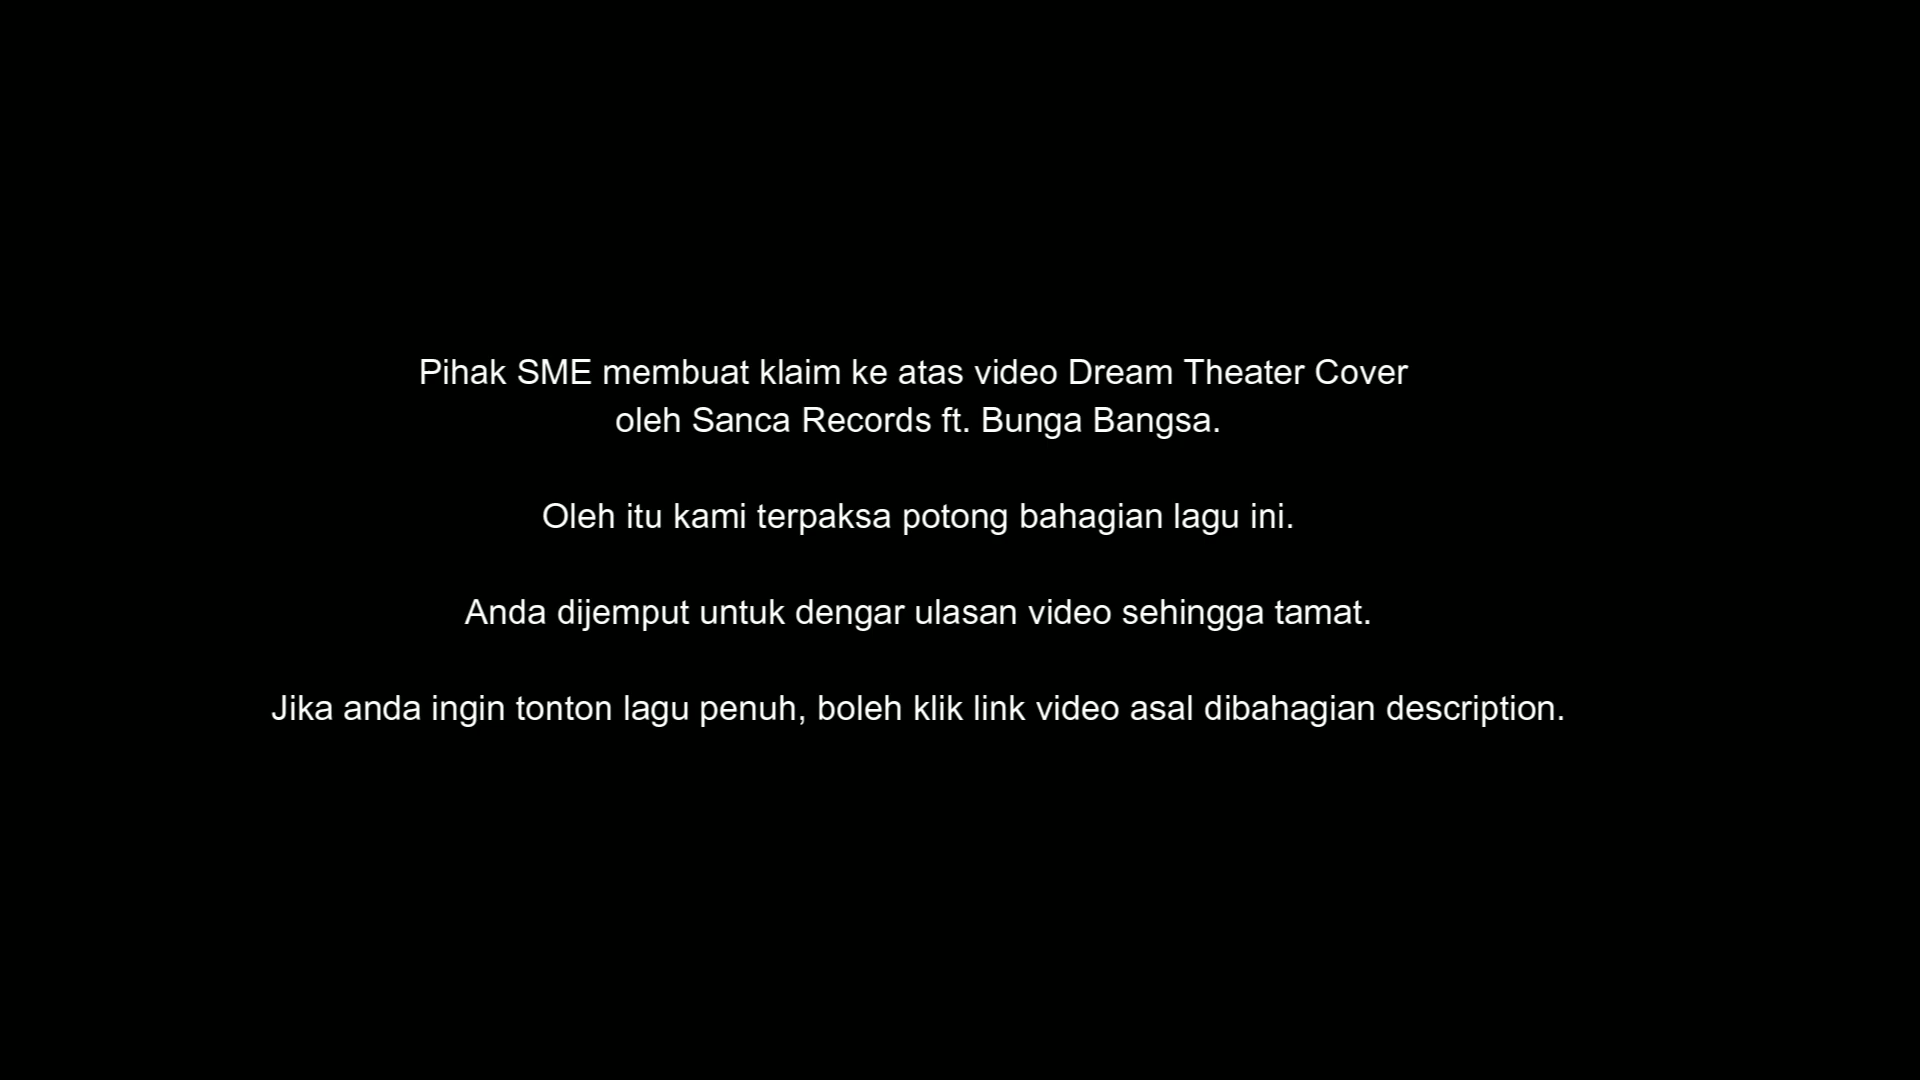 Pihak SME membuat klaim ke atas video Dream Theater Cover
oleh Sanca Records ft. Bunga Bangsa.
Oleh itu kami terpaksa potong bahagian lagu ini.
Anda dijemput untuk dengar ulasan video sehingga tamat.
Jika anda ingin tonton lagu penuh, boleh klik link video asal dibahagian description.